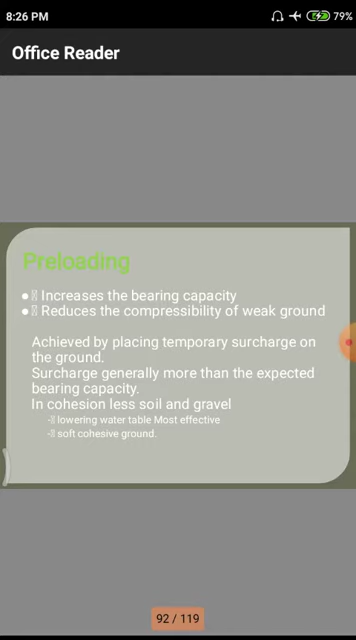 8:26 PM
79%
Office Reader
Preloading
● Increases the bearing capacity
● Reduces the compressibility of weak ground
Achieved by placing temporary surcharge on
the ground.
Surcharge generally more than the expected
bearing capacity.
In cohesion less soil and gravel
- lowering water table Most effective
- soft cohesive ground.
92 / 119